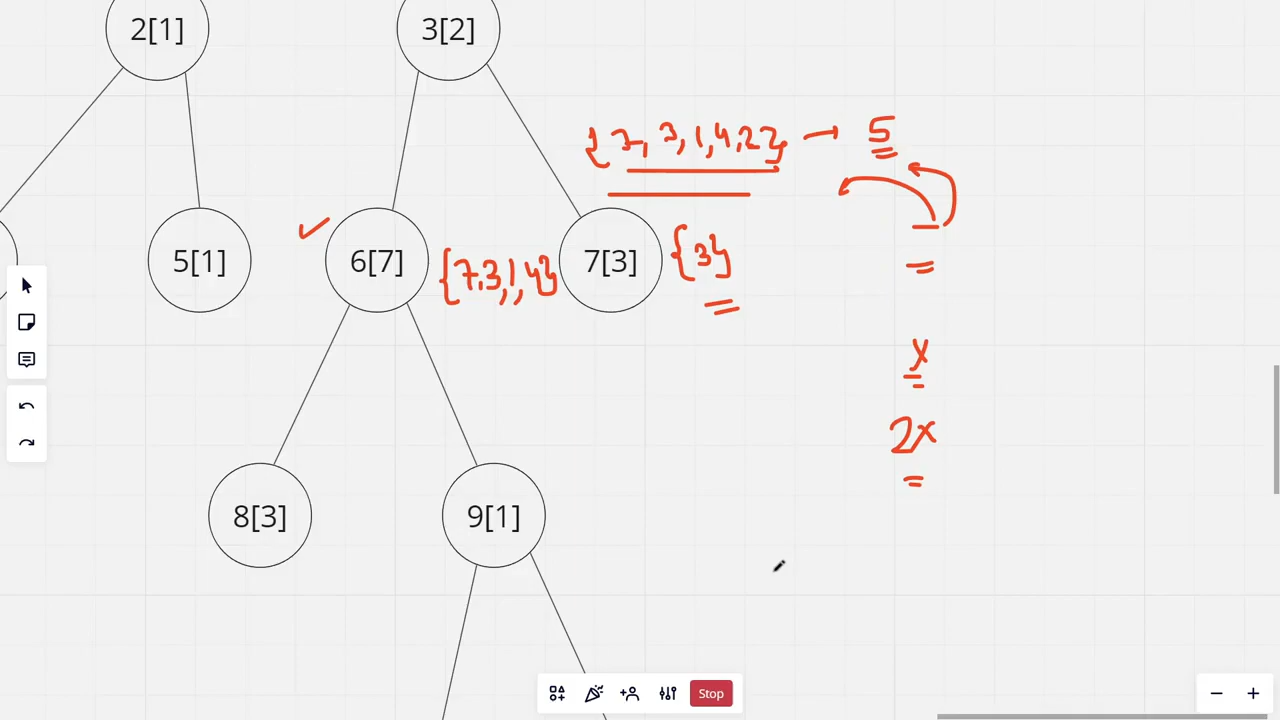 2[1] 3[2]
{7, 3, 1, 4, 2} → 5
5[1] 6[7] {7,3,1,4} 7[3] {3}
x
2x
8[3] 9[1]
Stop